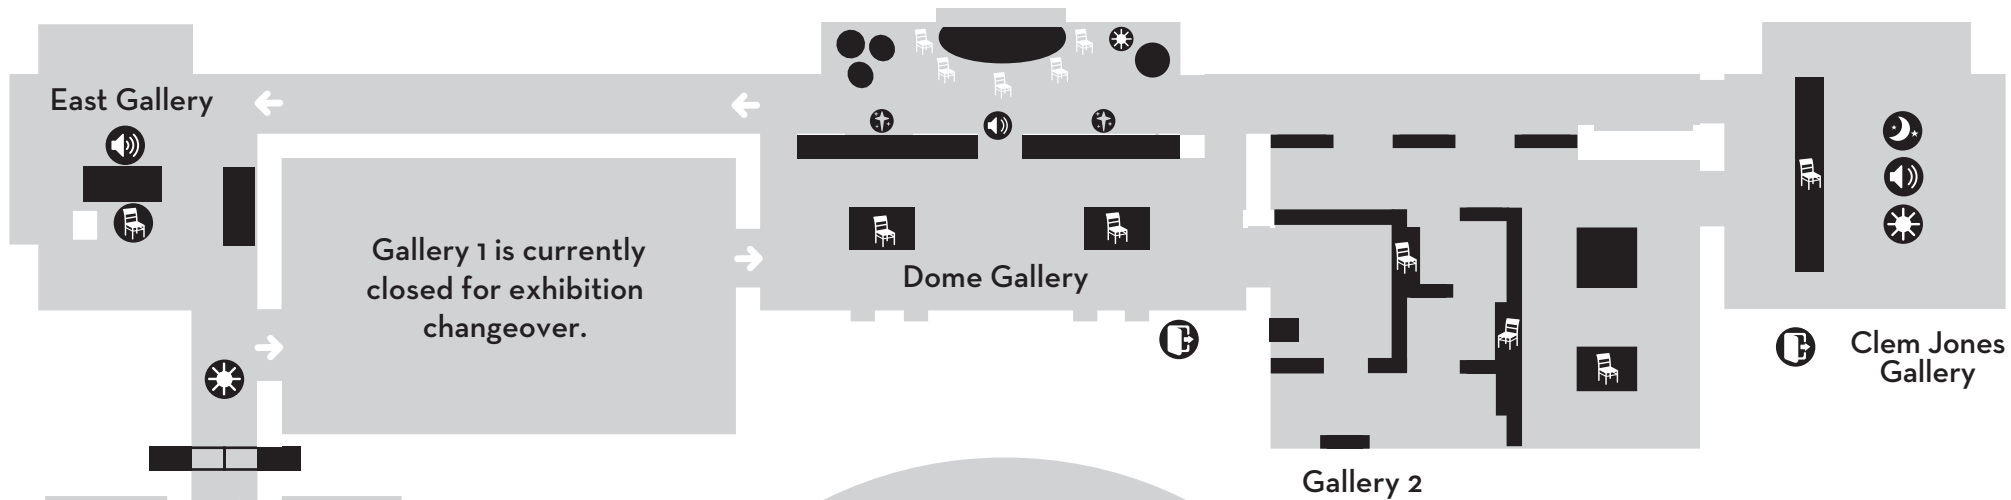 East Gallery
Gallery 1 is currently
closed for exhibition
changeover.
Dome Gallery
Gallery 2
Clem Jones
Gallery